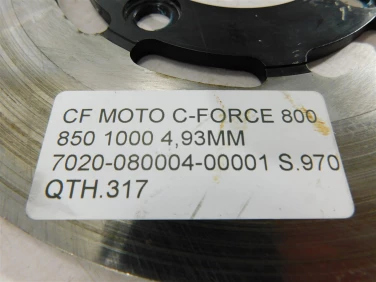 CF MOTO C-FORCE 800
850 1000 4,93MM
7020-080004-00001 S.970
QTH.317